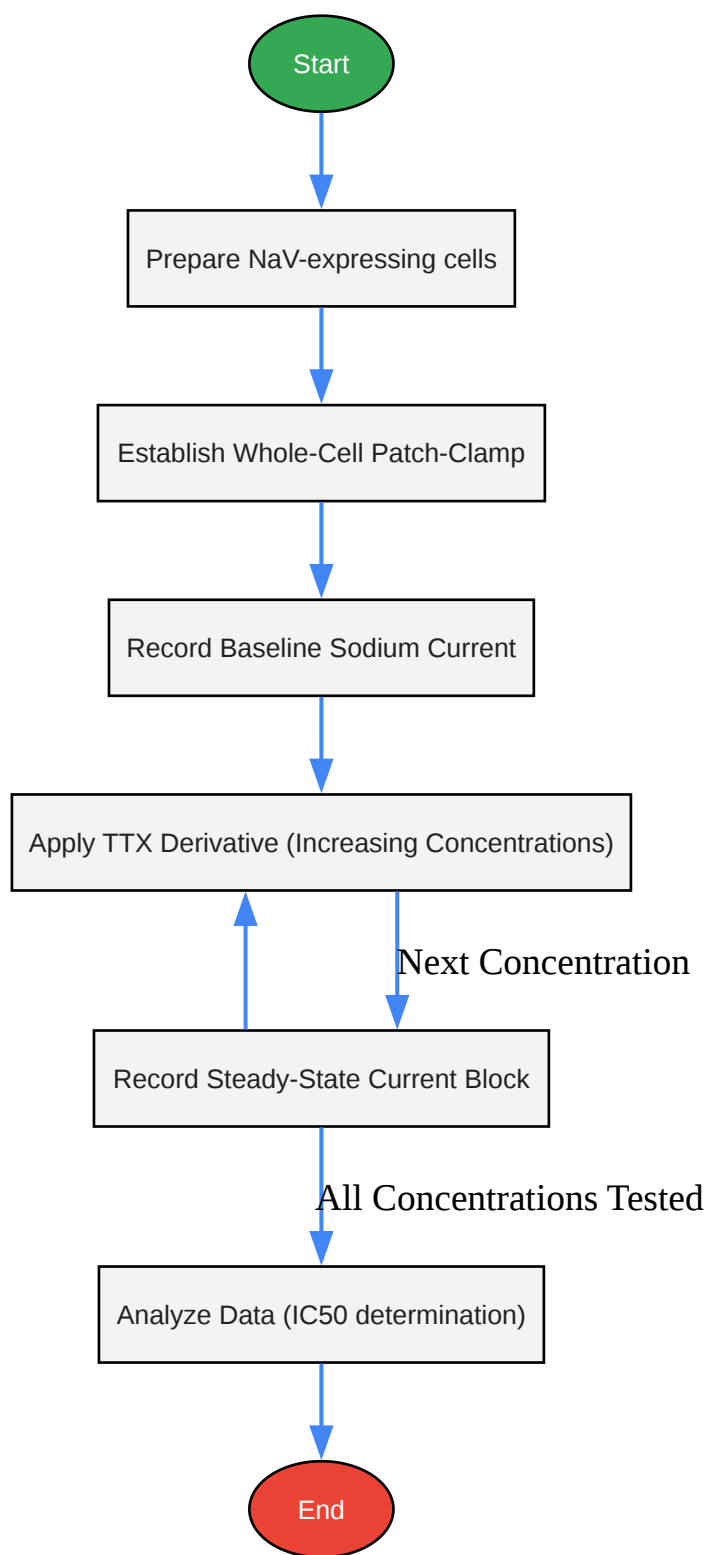 Start
Prepare NaV-expressing cells
Establish Whole-Cell Patch-Clamp
Record Baseline Sodium Current
Apply TTX Derivative (Increasing Concentrations)
Next Concentration
Record Steady-State Current Block
All Concentrations Tested
Analyze Data (IC50 determination)
End